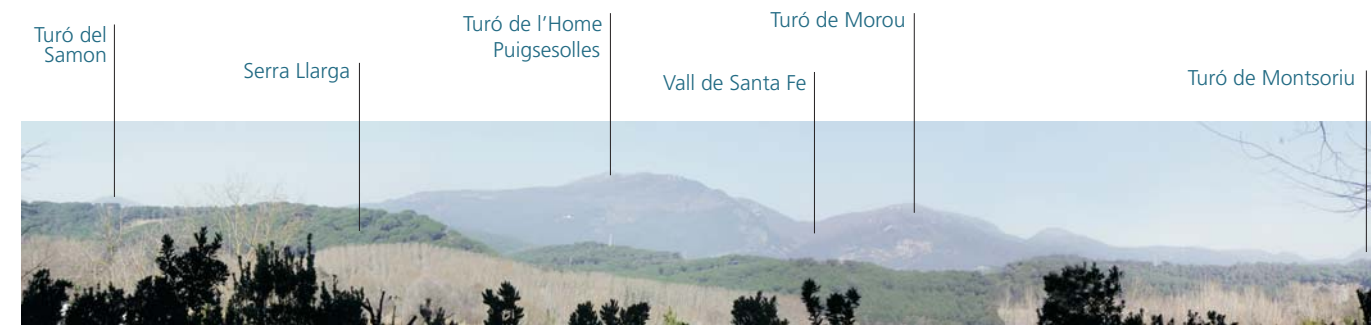 Turó del
Samon
Serra Llarga
Turó de l’Home
Puigsesolles
Vall de Santa Fe
Turó de Morou
Turó de Montsoriu